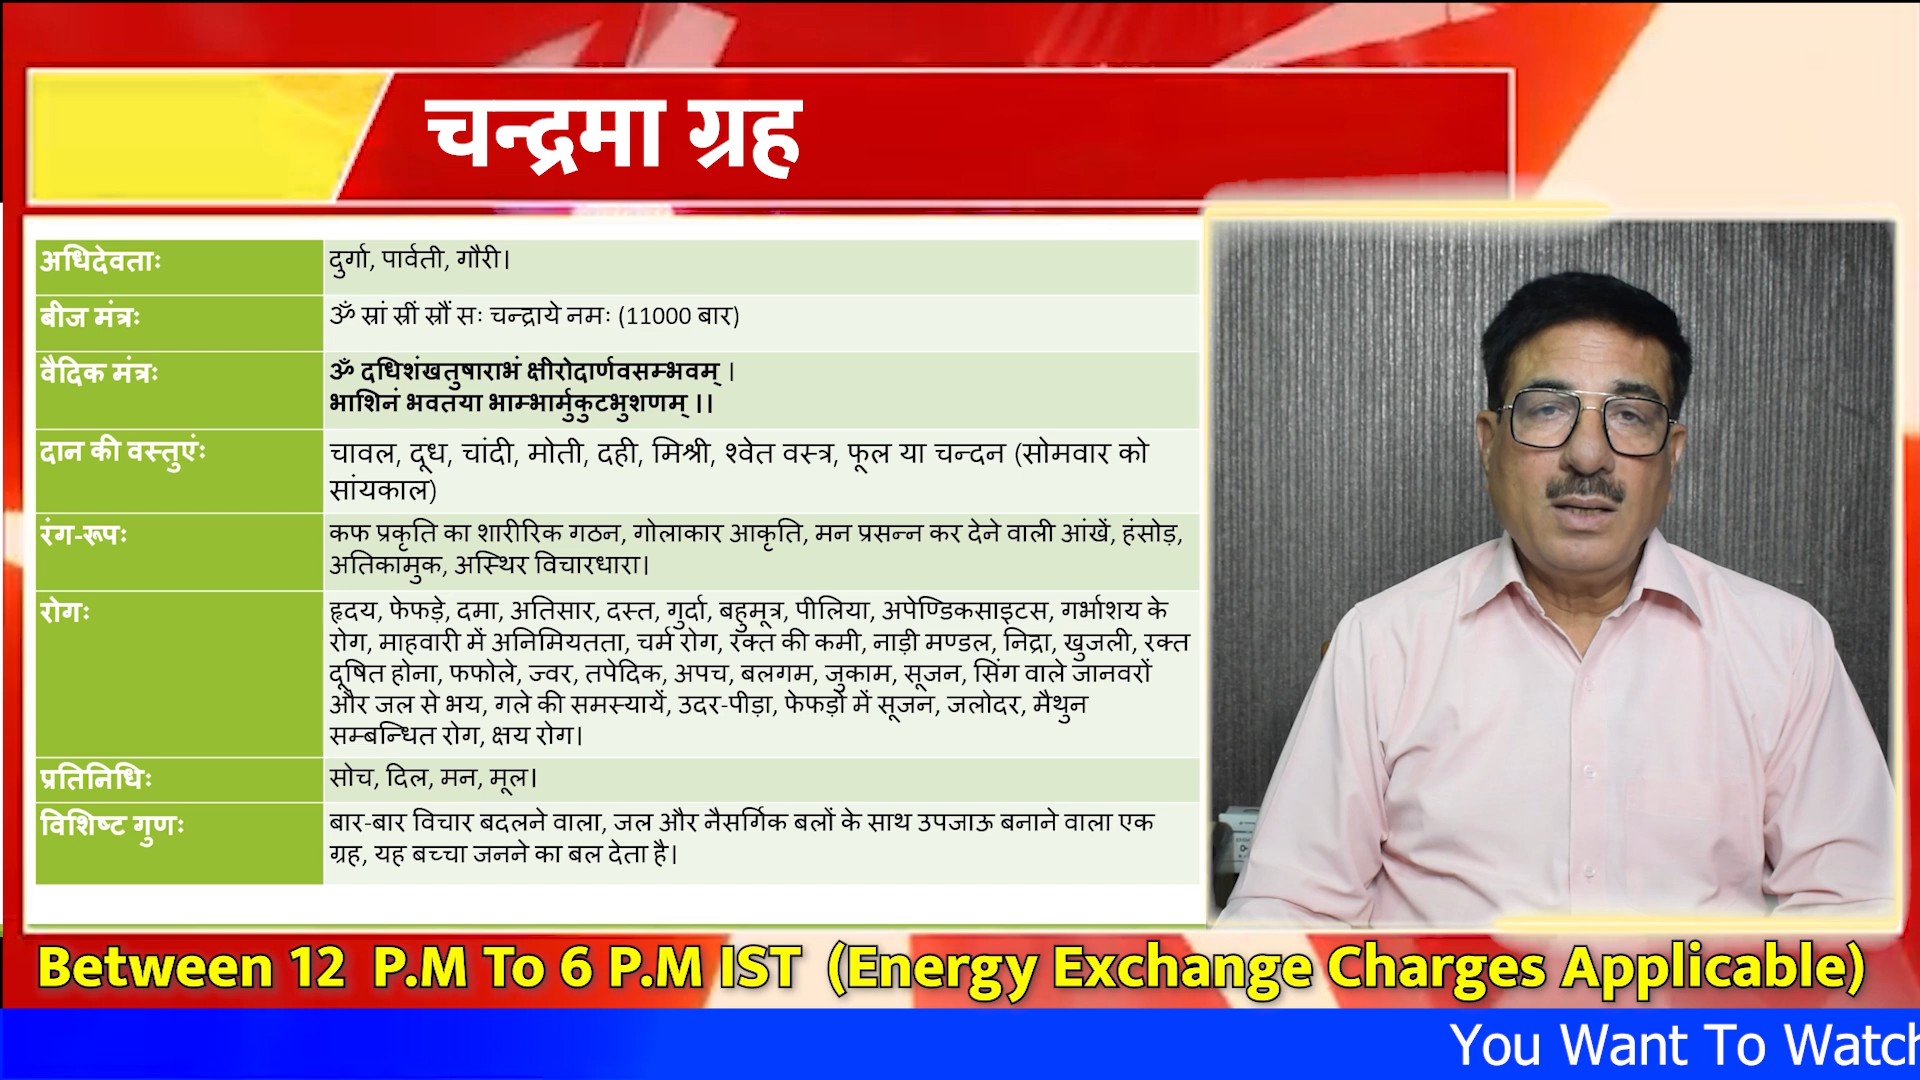 चन्द्रमा ग्रह
अधिदेवताः दुर्गा, पार्वती, गौरी।
बीज मंत्रः ॐ स्रां स्रीं स्रौं सः चन्द्राये नमः (11000 बार)
वैदिक मंत्रः ॐ दधिशंखतुषाराभं क्षीरोदार्णवसम्भवम् ।
भाशिनं भवतया भाम्भार्मुकुटभुशणम् ।।
दान की वस्तुएंः चावल, दूध, चांदी, मोती, दही, मिश्री, श्वेत वस्त्र, फूल या चन्दन (सोमवार को
सांयकाल)
रंग-रूपः कफ प्रकृति का शारीरिक गठन, गोलाकार आकृति, मन प्रसन्न कर देने वाली आंखें, हंसोड़,
अतिकामुक, अस्थिर विचारधारा।
रोगः हृदय, फेफड़े, दमा, अतिसार, दस्त, गुर्दा, बहुमूत्र, पीलिया, अपेण्डिकसाइटस, गर्भाशय के
रोग, माहवारी में अनिमियतता, चर्म रोग, रक्त की कमी, नाड़ी मण्डल, निद्रा, खुजली, रक्त
दूषित होना, फफोले, ज्वर, तपेदिक, अपच, बलगम, जुकाम, सूजन, सिंग वाले जानवरों
और जल से भय, गले की समस्यायें, उदर-पीड़ा, फेफड़ों में सूजन, जलोदर, मैथुन
सम्बन्धित रोग, क्षय रोग।
प्रतिनिधिः सोच, दिल, मन, मूल।
विशिष्ट गुणः बार-बार विचार बदलने वाला, जल और नैसर्गिक बलों के साथ उपजाऊ बनाने वाला एक
ग्रह, यह बच्चा जनने का बल देता है।
Between 12 P.M To 6 P.M IST (Energy Exchange Charges Applicable)
You Want To Watch